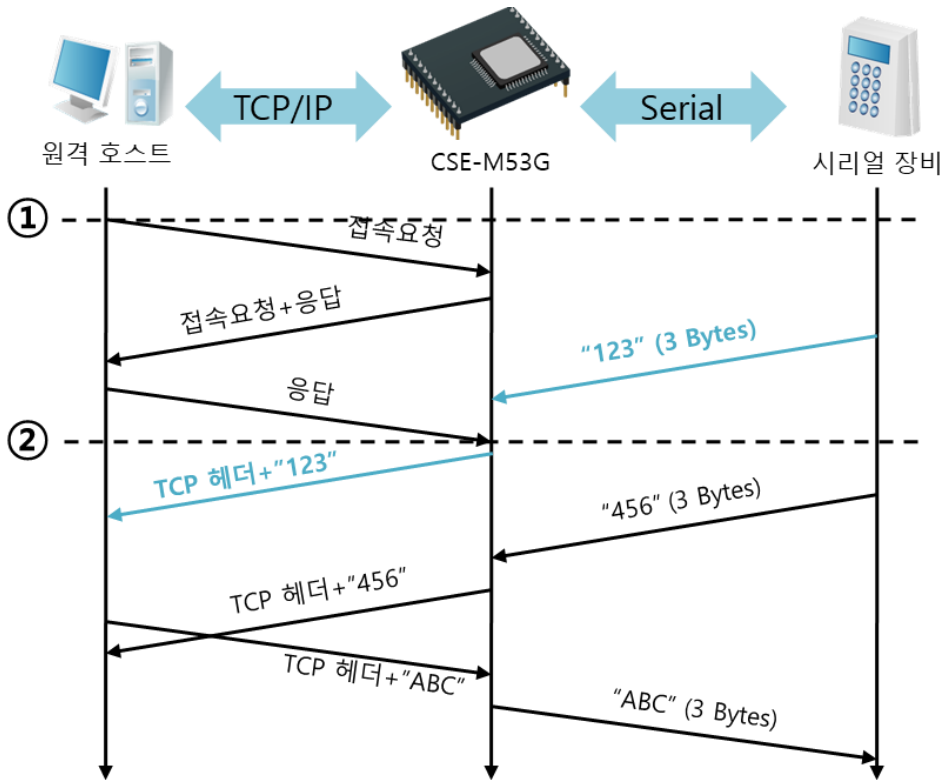 TCP/IP
Serial
원격 호스트
CSE-M53G
시리얼 장비
①
접속요청
접속요청+응답
“123” (3 Bytes)
응답
②
TCP 헤더+”123”
“456” (3 Bytes)
TCP 헤더+”456”
TCP 헤더+”ABC”
“ABC” (3 Bytes)